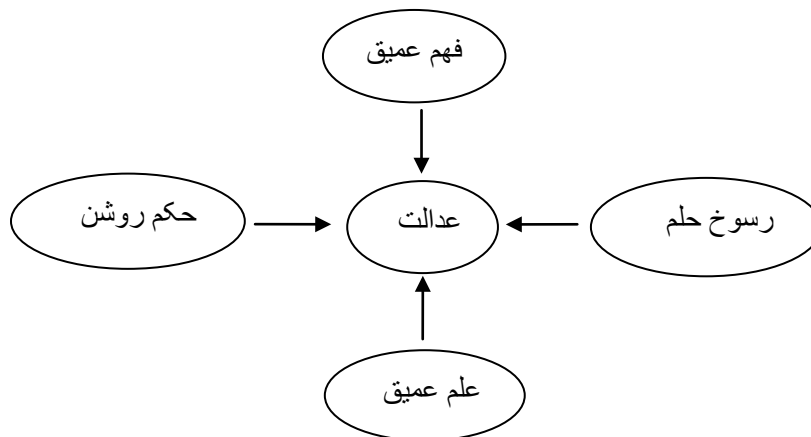 فهم عمیق
رسوخ حلم
عدالت
حکم روشن
علم عمیق